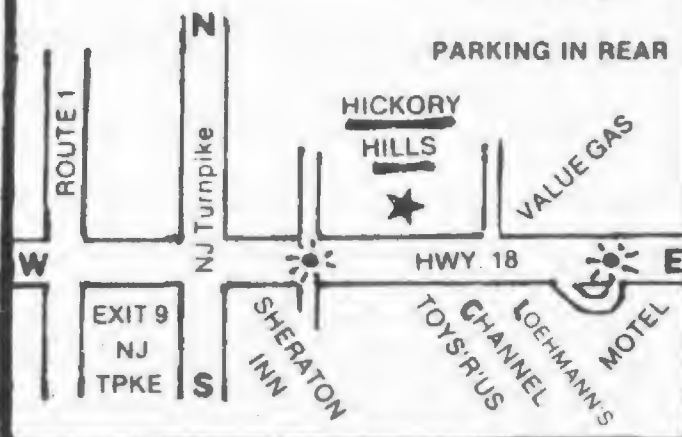 N
PARKING IN REAR
ROUTE 1
NJ Turnpike
HICKORY
HILLS
VALUE GAS
W
HWY. 18
E
EXIT 9
NJ
TPKE
S
SHERATON
INN
TOYS'R'US
CHANNEL
LOEHMANN'S
MOTEL